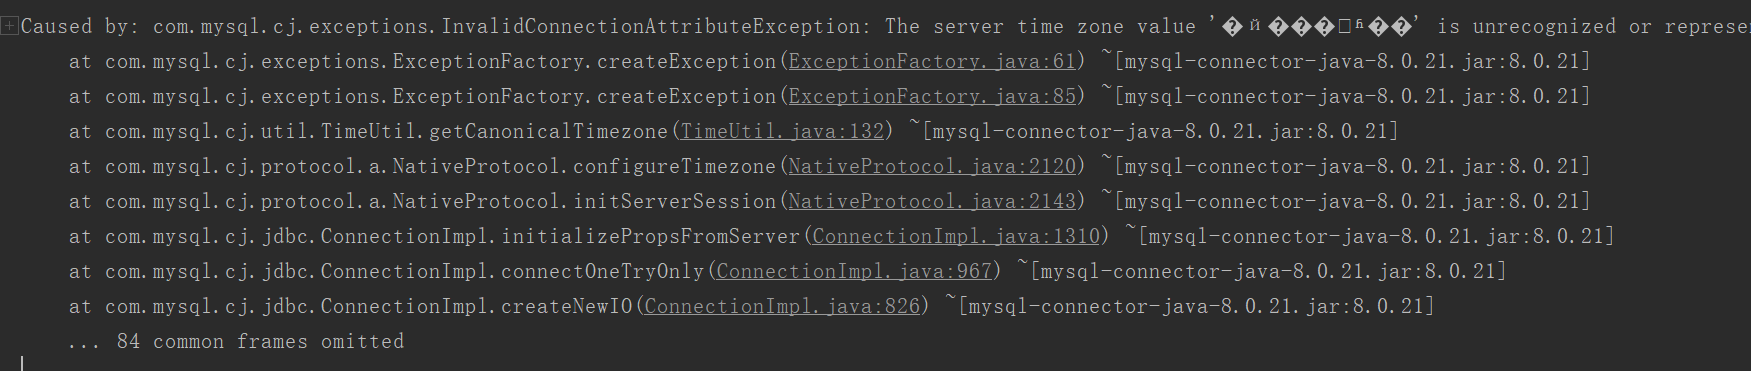 Caused by: com.mysql.cj.exceptions.InvalidConnectionAttributeException: The server time zone value '�й���׼ʱ��' is unrecognized or represe
at com.mysql.cj.exceptions.ExceptionFactory.createException(ExceptionFactory.java:61) ~[mysql-connector-java-8.0.21.jar:8.0.21]
at com.mysql.cj.exceptions.ExceptionFactory.createException(ExceptionFactory.java:85) ~[mysql-connector-java-8.0.21.jar:8.0.21]
at com.mysql.cj.util.TimeUtil.getCanonicalTimezone(TimeUtil.java:132) ~[mysql-connector-java-8.0.21.jar:8.0.21]
at com.mysql.cj.protocol.a.NativeProtocol.configureTimezone(NativeProtocol.java:2120) ~[mysql-connector-java-8.0.21.jar:8.0.21]
at com.mysql.cj.protocol.a.NativeProtocol.initServerSession(NativeProtocol.java:2143) ~[mysql-connector-java-8.0.21.jar:8.0.21]
at com.mysql.cj.jdbc.ConnectionImpl.initializePropsFromServer(ConnectionImpl.java:1310) ~[mysql-connector-java-8.0.21.jar:8.0.21]
at com.mysql.cj.jdbc.ConnectionImpl.connectOneTryOnly(ConnectionImpl.java:967) ~[mysql-connector-java-8.0.21.jar:8.0.21]
at com.mysql.cj.jdbc.ConnectionImpl.createNewIO(ConnectionImpl.java:826) ~[mysql-connector-java-8.0.21.jar:8.0.21]
... 84 common frames omitted